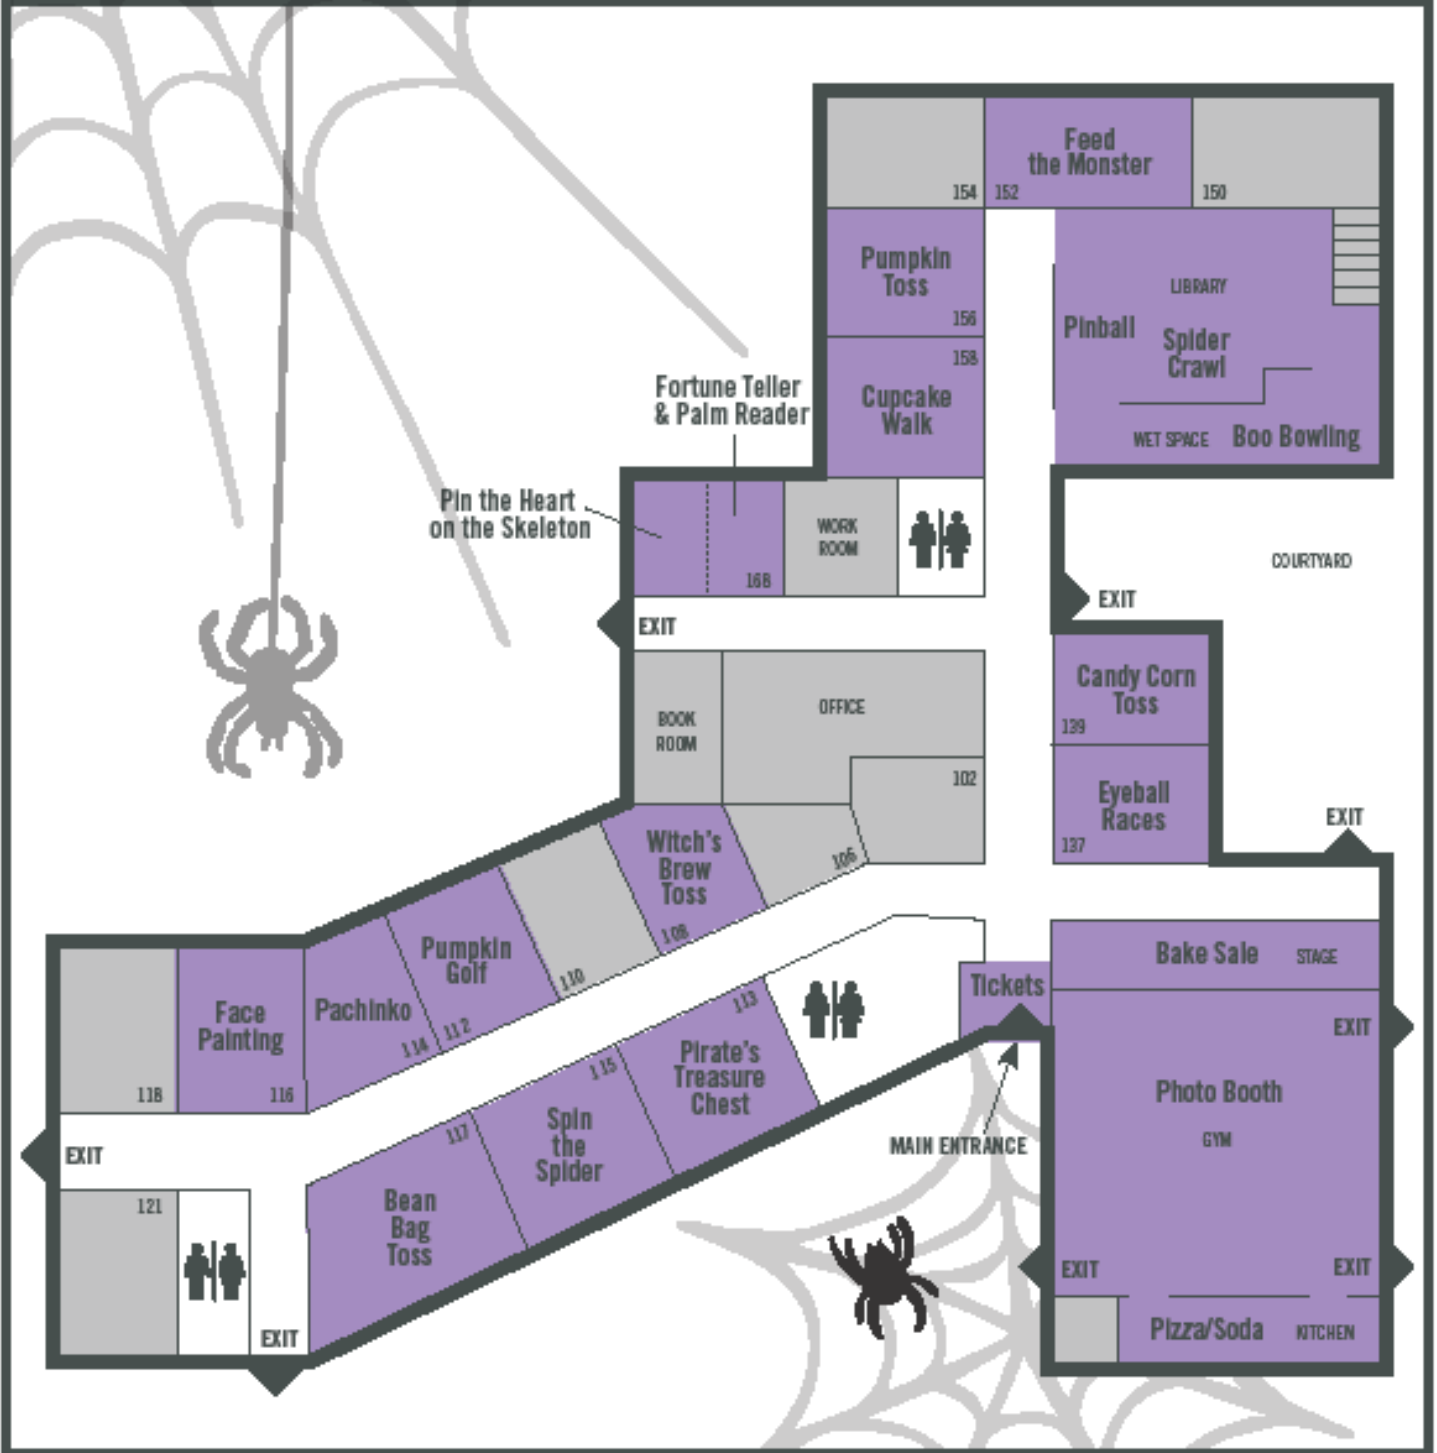 Feed
the Monster
154
152
150
Pumpkin
Toss
156
LIBRARY
Pinball
Spider
Crawl
158
Cupcake
Walk
WET SPACE
Boo Bowling
Fortune Teller
& Palm Reader
Pin the Heart
on the Skeleton
168
WORK
ROOM
COURTYARD
EXIT
EXIT
Candy Corn
Toss
139
BOOK
ROOM
OFFICE
102
Eyeball
Races
137
EXIT
Witch's
Brew
Toss
108
106
110
Pumpkin
Golf
112
Pachinko
114
Face
Painting
116
118
Bake Sale
STAGE
Tickets
EXIT
113
Pirate's
Treasure
Chest
115
Spin
the
Spider
117
Bean
Bag
Toss
Photo Booth
GYM
MAIN ENTRANCE
EXIT
121
EXIT
EXIT
EXIT
Pizza/Soda
KITCHEN